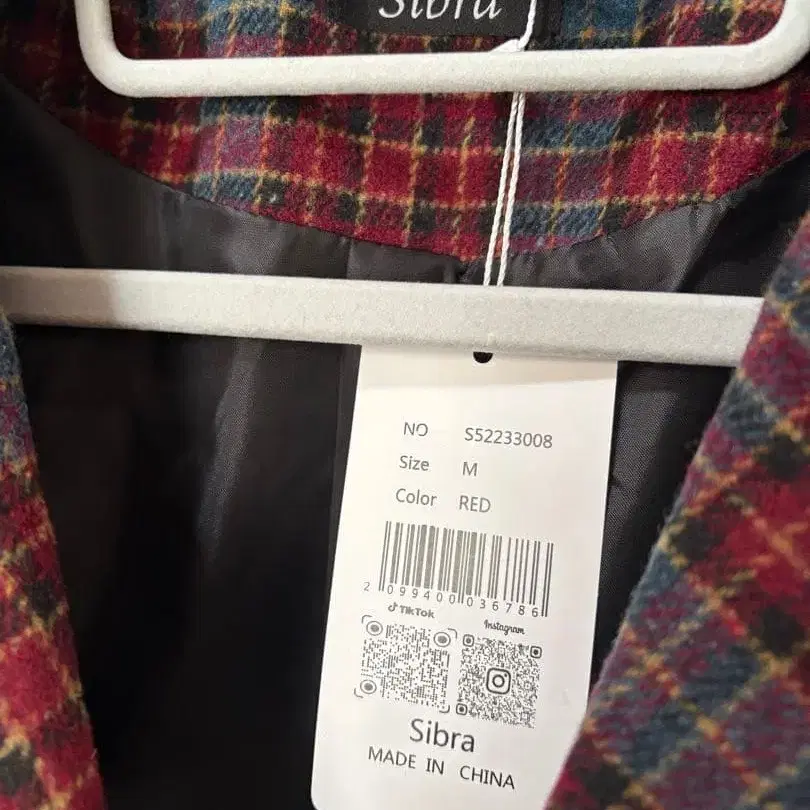 Sibra
NO S52233008
Size M
Color RED
2 099400 036786
TikTok
Instagram
Sibra
MADE IN CHINA